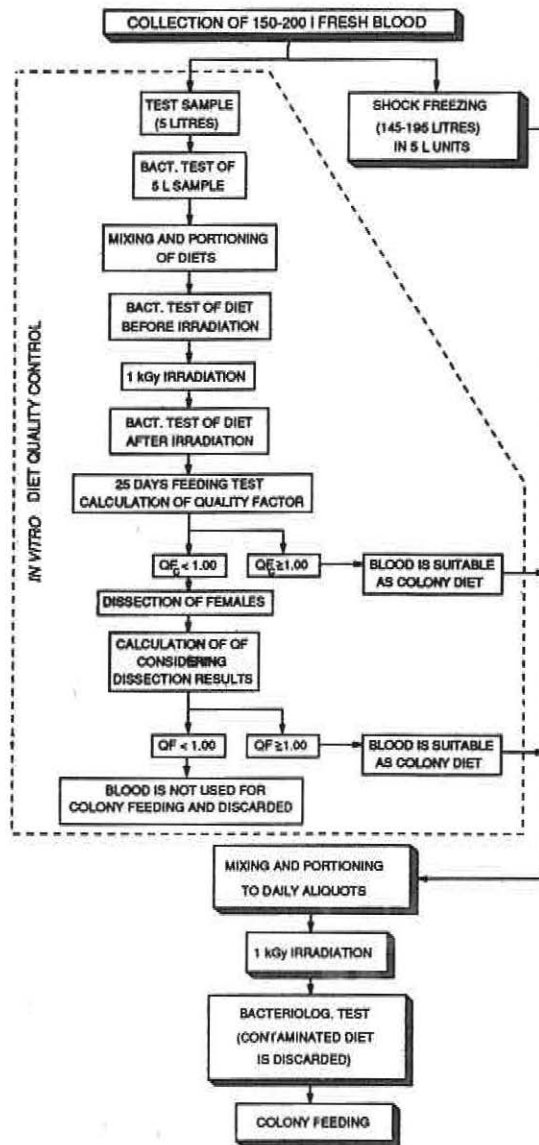 COLLECTION OF 150-200 l FRESH BLOOD
TEST SAMPLE
(5 LITRES)
SHOCK FREEZING
(145-195 LITRES)
IN 5 L UNITS
BACT. TEST OF
5 L SAMPLE
MIXING AND PORTIONING
OF DIETS
BACT. TEST OF DIET
BEFORE IRRADIATION
1 kGy IRRADIATION
BACT. TEST OF DIET
AFTER IRRADIATION
25 DAYS FEEDING TEST
CALCULATION OF QUALITY FACTOR
IN VITRO DIET QUALITY CONTROL
QFc < 1.00
QFc ≥1.00
BLOOD IS SUITABLE
AS COLONY DIET
DISSECTION OF FEMALES
CALCULATION OF QF
CONSIDERING
DISSECTION RESULTS
QF < 1.00
QF ≥1.00
BLOOD IS SUITABLE
AS COLONY DIET
BLOOD IS NOT USED FOR
COLONY FEEDING AND DISCARDED
MIXING AND PORTIONING
TO DAILY ALIQUOTS
1 kGy IRRADIATION
BACTERIOLOG. TEST
(CONTAMINATED DIET
IS DISCARDED)
COLONY FEEDING